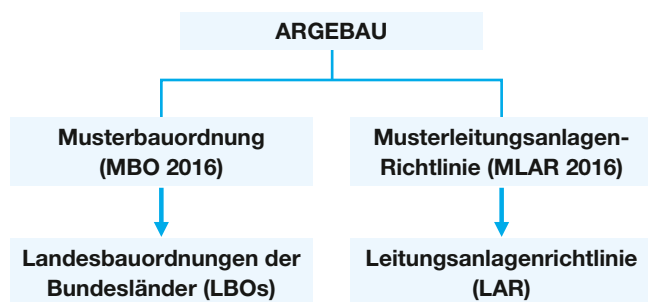 ARGEBAU
Musterbauordnung
(MBO 2016)
Musterleitungsanlagen-
Richtlinie (MLAR 2016)
Landesbauordnungen der
Bundesländer (LBOs)
Leitungsanlagenrichtlinie
(LAR)